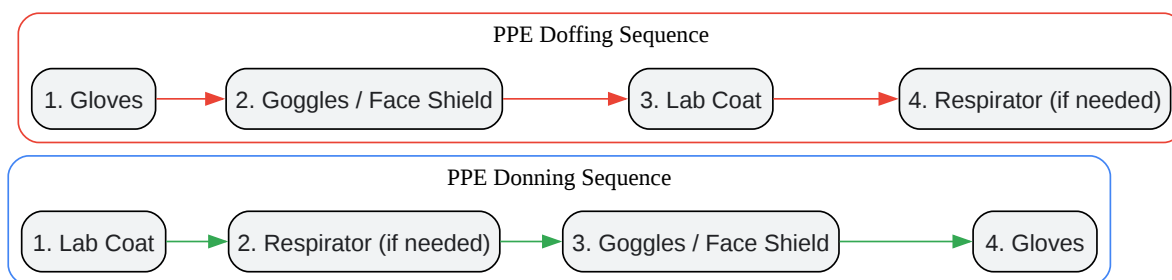 PPE Doffing Sequence
1. Gloves
2. Goggles / Face Shield
3. Lab Coat
4. Respirator (if needed)
PPE Donning Sequence
1. Lab Coat
2. Respirator (if needed)
3. Goggles / Face Shield
4. Gloves